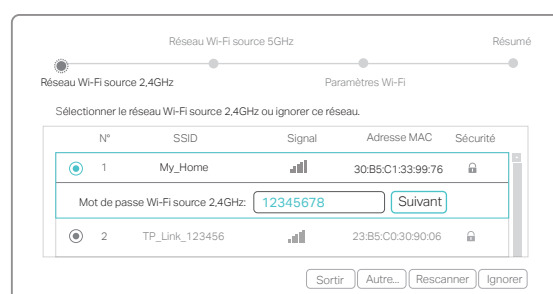 Réseau Wi-Fi source 5GHz Résumé
Réseau Wi-Fi source 2,4GHz Paramètres Wi-Fi
Sélectionner le réseau Wi-Fi source 2,4GHz ou ignorer ce réseau.
N° SSID Signal Adresse MAC Sécurité
1 My_Home 30:B5:C1:33:99:76
Mot de passe Wi-Fi source 2,4GHz: 12345678 Suivant
2 TP_Link_123456 23:B5:C0:30:90:06
Sortir Autre... Rescanner Ignorer